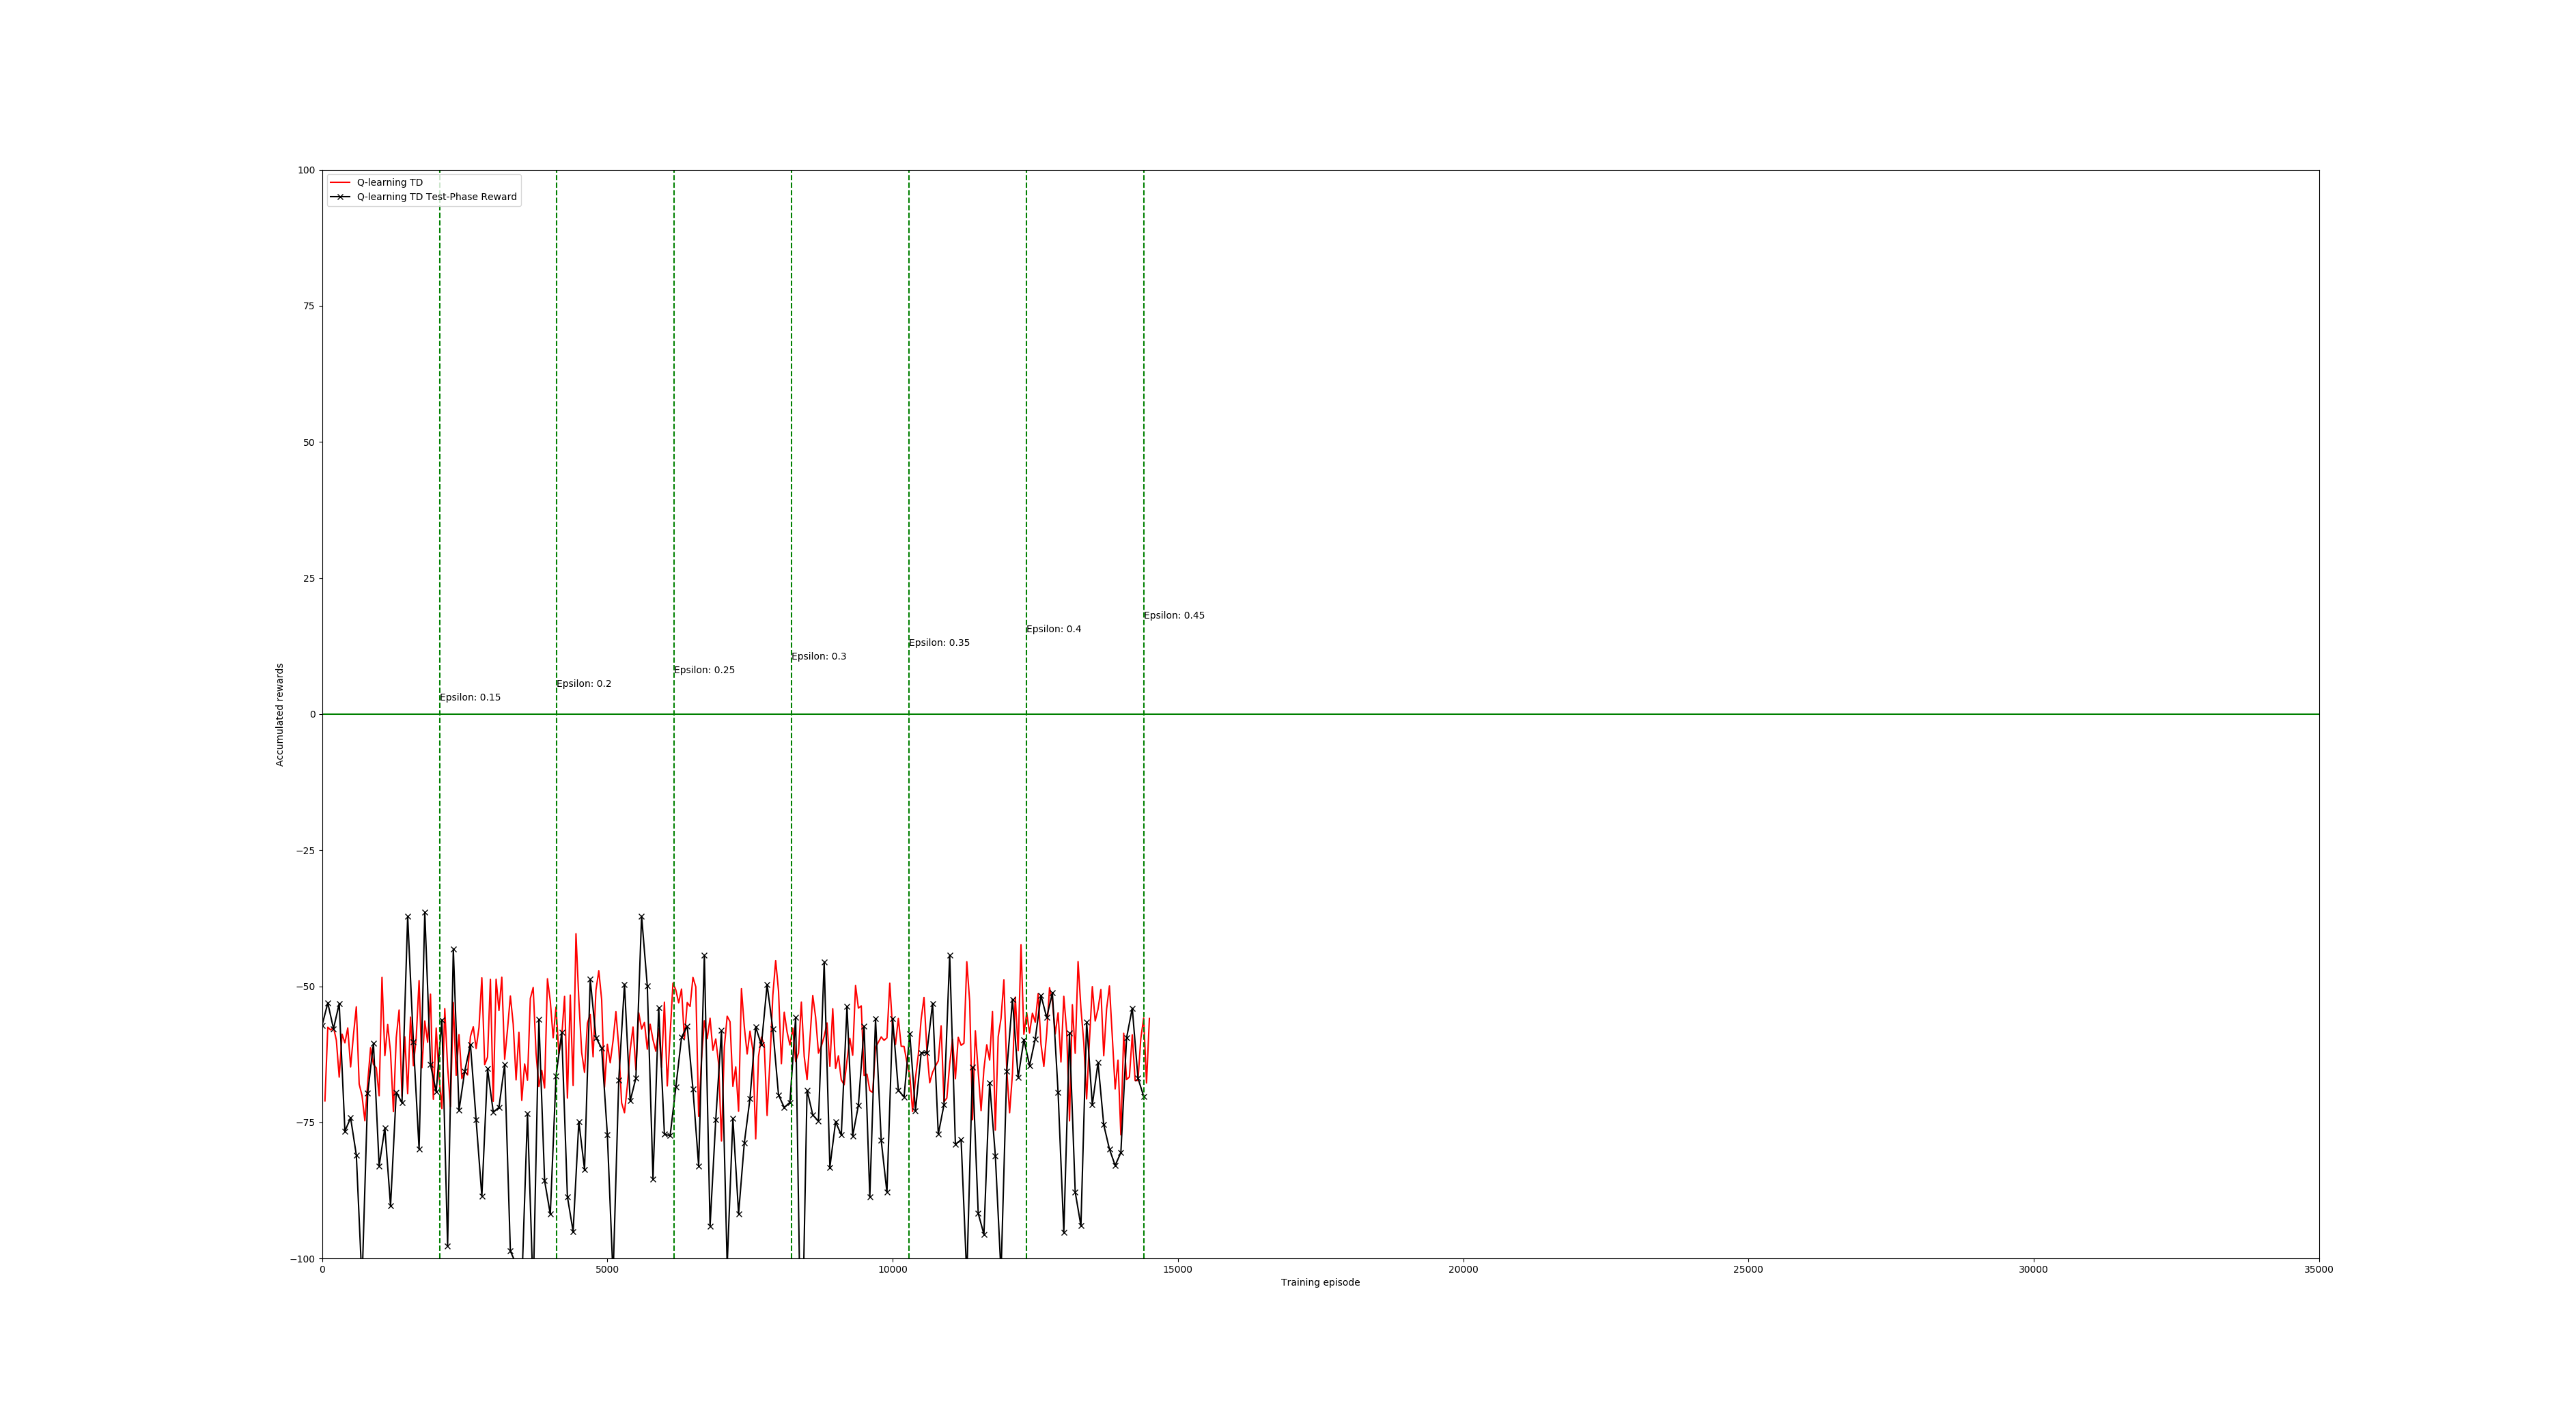 100
Q-learning TD
Q-learning TD Test-Phase Reward
75
50
25
Epsilon: 0.45
Epsilon: 0.4
Epsilon: 0.35
Epsilon: 0.3
Epsilon: 0.25
Epsilon: 0.2
Epsilon: 0.15
0
Accumulated rewards
−25
−50
−75
−100
0 5000 10000 15000 20000 25000 30000 35000
Training episode